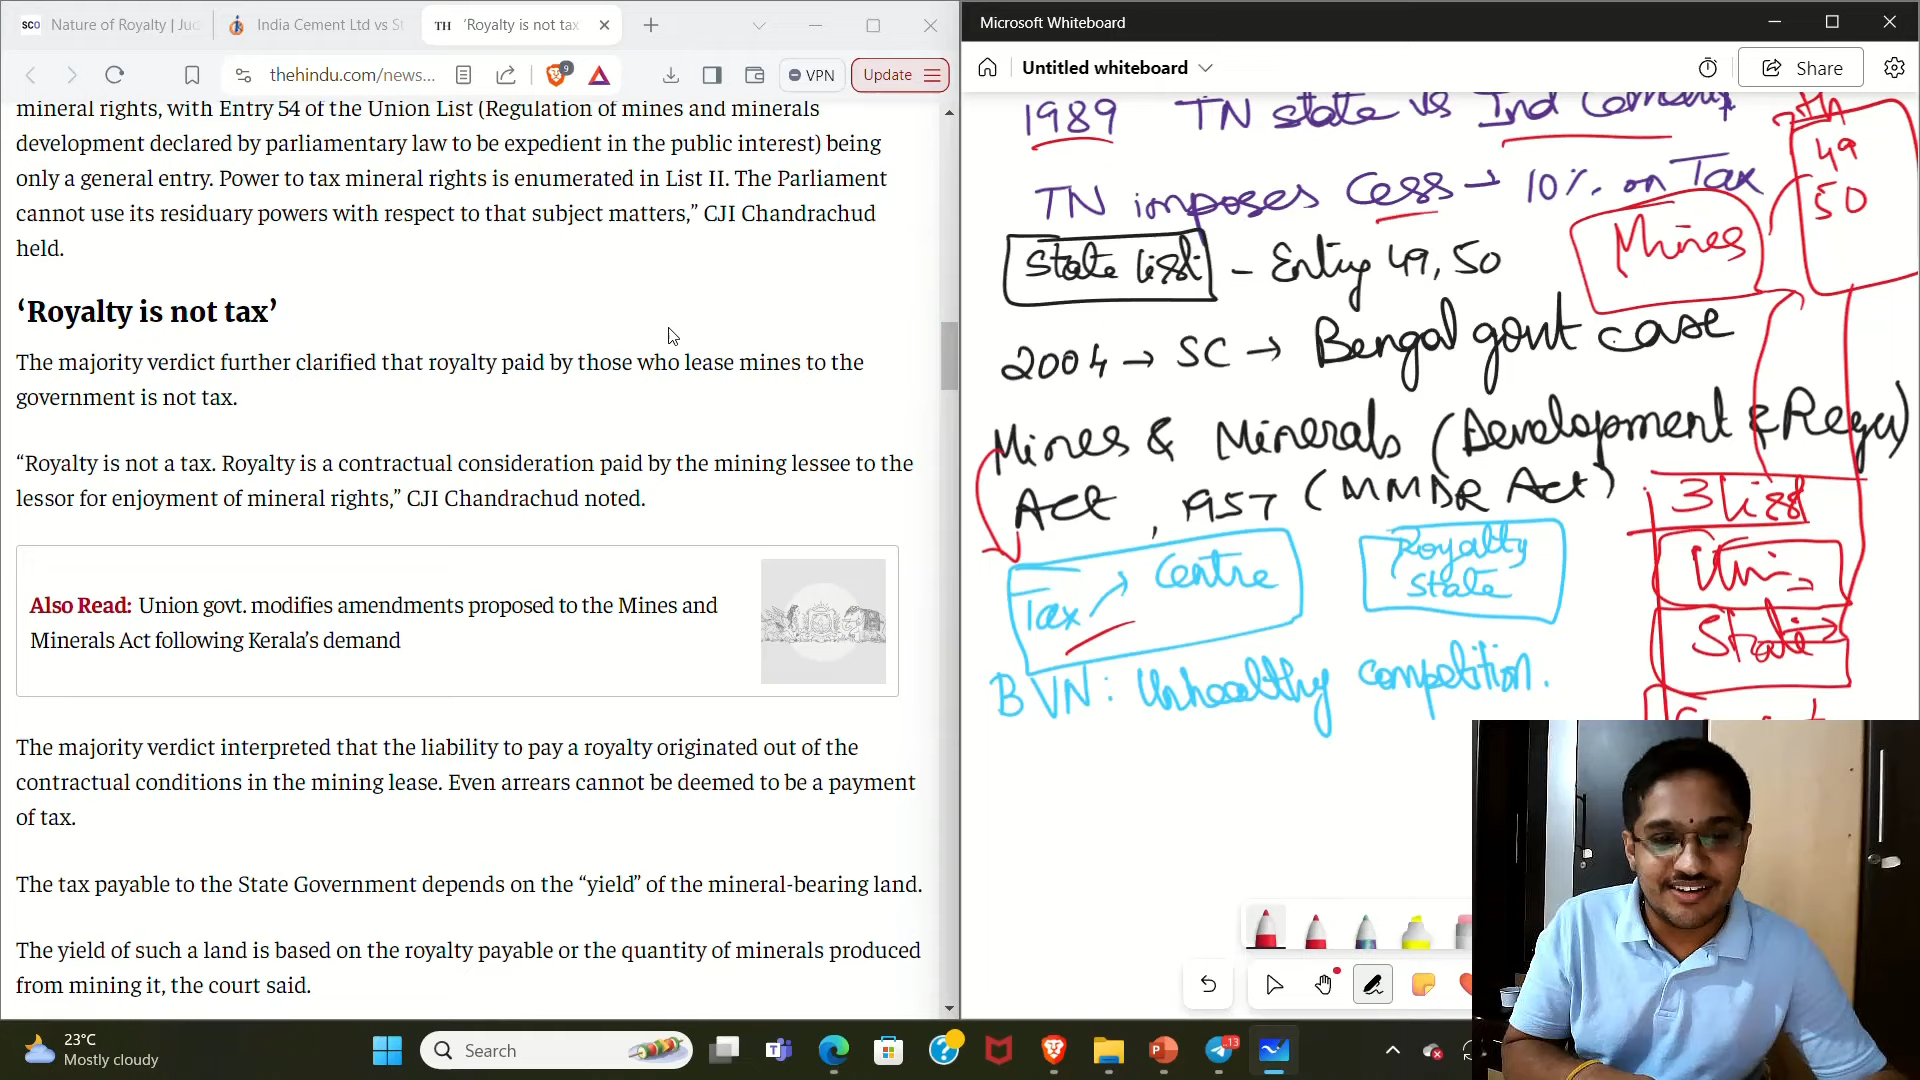 SCO Nature of Royalty | Juc
India Cement Ltd vs St
TH 'Royalty is not tax
thehindu.com/news...
9
VPN
Update
mineral rights, with Entry 54 of the Union List (Regulation of mines and minerals
development declared by parliamentary law to be expedient in the public interest) being
only a general entry. Power to tax mineral rights is enumerated in List II. The Parliament
cannot use its residuary powers with respect to that subject matters,” CJI Chandrachud
held.
‘Royalty is not tax’
The majority verdict further clarified that royalty paid by those who lease mines to the
government is not tax.
“Royalty is not a tax. Royalty is a contractual consideration paid by the mining lessee to the
lessor for enjoyment of mineral rights,” CJI Chandrachud noted.
Also Read: Union govt. modifies amendments proposed to the Mines and
Minerals Act following Kerala’s demand
The majority verdict interpreted that the liability to pay a royalty originated out of the
contractual conditions in the mining lease. Even arrears cannot be deemed to be a payment
of tax.
The tax payable to the State Government depends on the “yield” of the mineral-bearing land.
The yield of such a land is based on the royalty payable or the quantity of minerals produced
from mining it, the court said.
Microsoft Whiteboard
Untitled whiteboard
Share
1989 TN state vs Ind
49
50
TN imposes Cess → 10% on Tax
Mines
State list - Entry 49, 50
2004 → SC → Bengal govt case
Mines & Minerals (Development & Regu)
Act, 1957 (MMDR Act)
3 list
Tax → Centre
Royalty
State
State
BVN: Unhealthy competition.
23°C
Mostly cloudy
Search
13